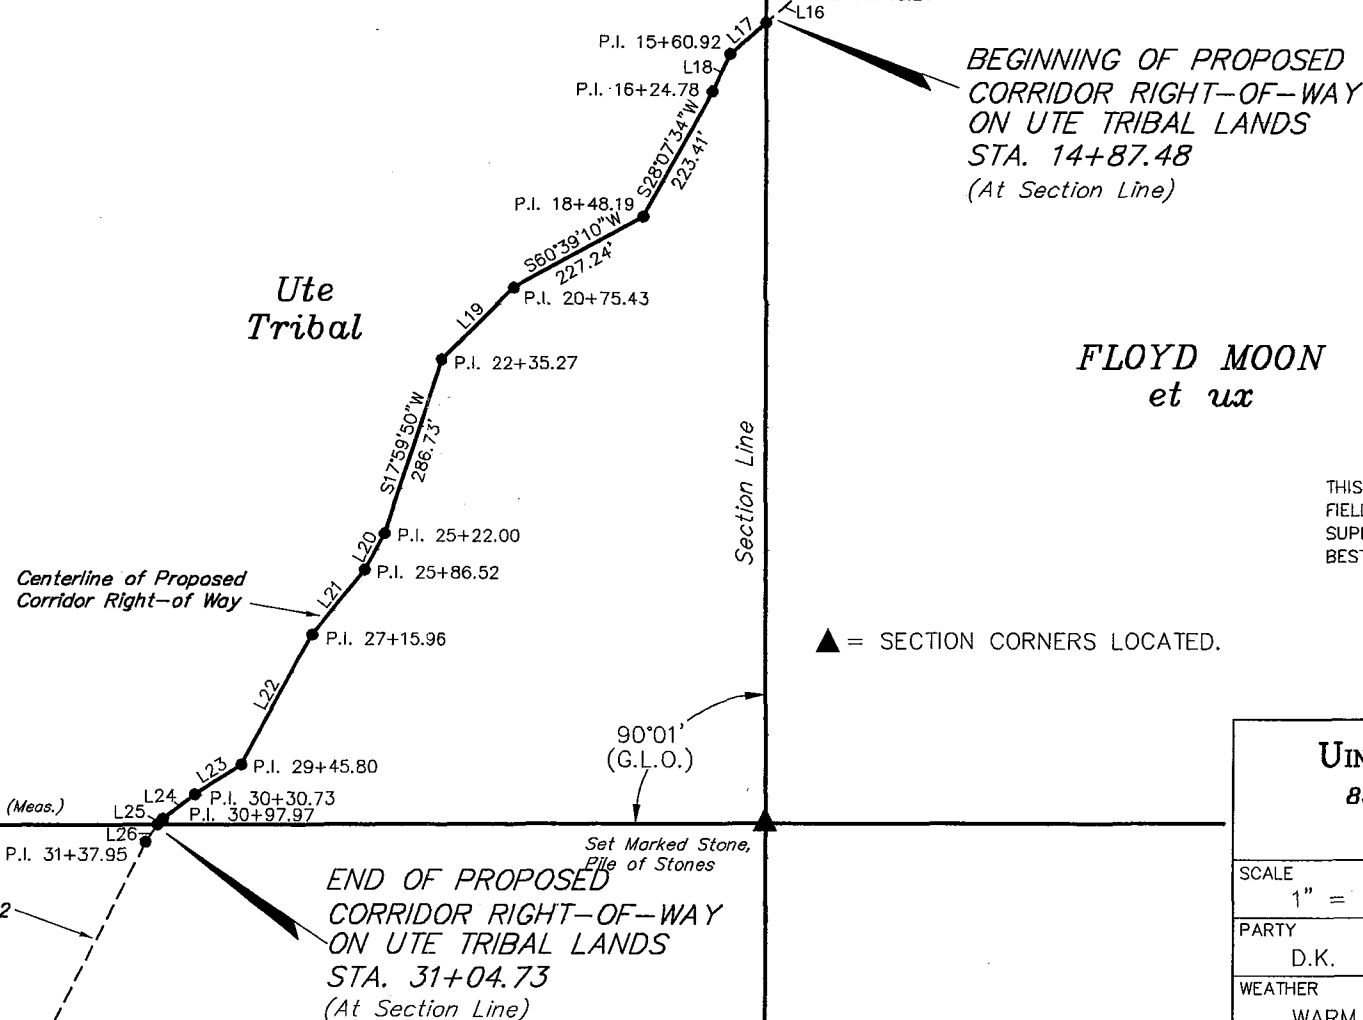 L16
L17
P.I. 15+60.92
L18
P.I. 16+24.78
BEGINNING OF PROPOSED
CORRIDOR RIGHT-OF-WAY
ON UTE TRIBAL LANDS
STA. 14+87.48
(At Section Line)
S28°07'34"W
223.41'
P.I. 18+48.19
S60°39'10"W
227.24'
P.I. 20+75.43
Ute
Tribal
L19
P.I. 22+35.27
FLOYD MOON
et ux
S17°59'50"W
286.73'
Section Line
THIS
FIEL
SUP
BEST
P.I. 25+22.00
L20
P.I. 25+86.52
Centerline of Proposed
Corridor Right-of Way
L21
P.I. 27+15.96
▲ = SECTION CORNERS LOCATED.
L22
90°01'
(G.L.O.)
L23
P.I. 29+45.80
(Meas.)
L24
P.I. 30+30.73
L25
P.I. 30+97.97
L26
P.I. 31+37.95
Set Marked Stone,
Pile of Stones
END OF PROPOSED
CORRIDOR RIGHT-OF-WAY
ON UTE TRIBAL LANDS
STA. 31+04.73
(At Section Line)
2
UIN
8
SCALE
1" =
PARTY
D.K.
WEATHER
WARM